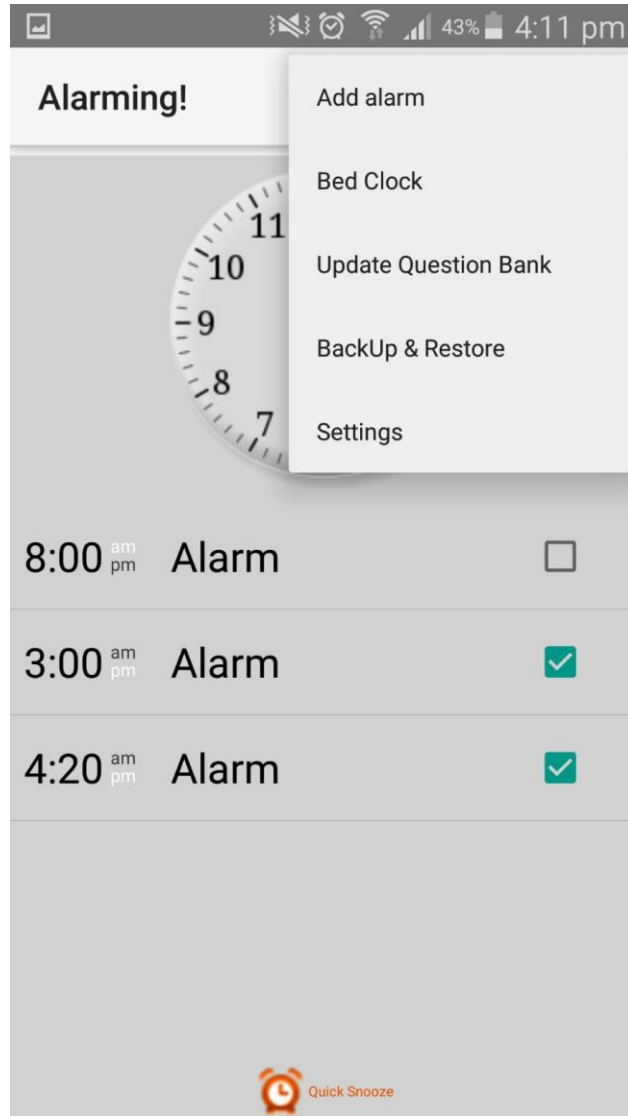 43% 4:11 pm
Alarming!
Add alarm
Bed Clock
Update Question Bank
BackUp & Restore
Settings
11
10
9
8
7
8:00 am pm Alarm
3:00 am pm Alarm
4:20 am pm Alarm
Quick Snooze